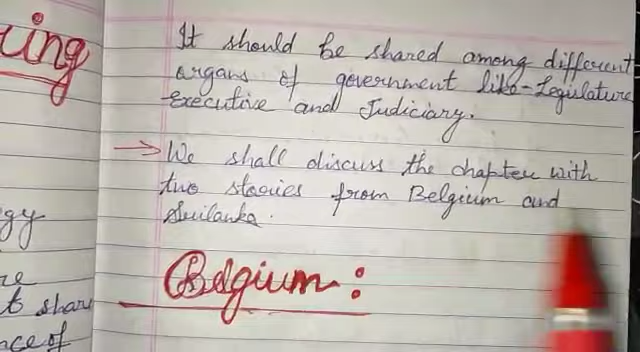 ring
It should be shared among different
organs of government like-Legislature
Executive and Judiciary.
→ We shall discuss the chapter with
two stories from Belgium and
Srilanka.
gy
Belgium:
re
t share
nce of